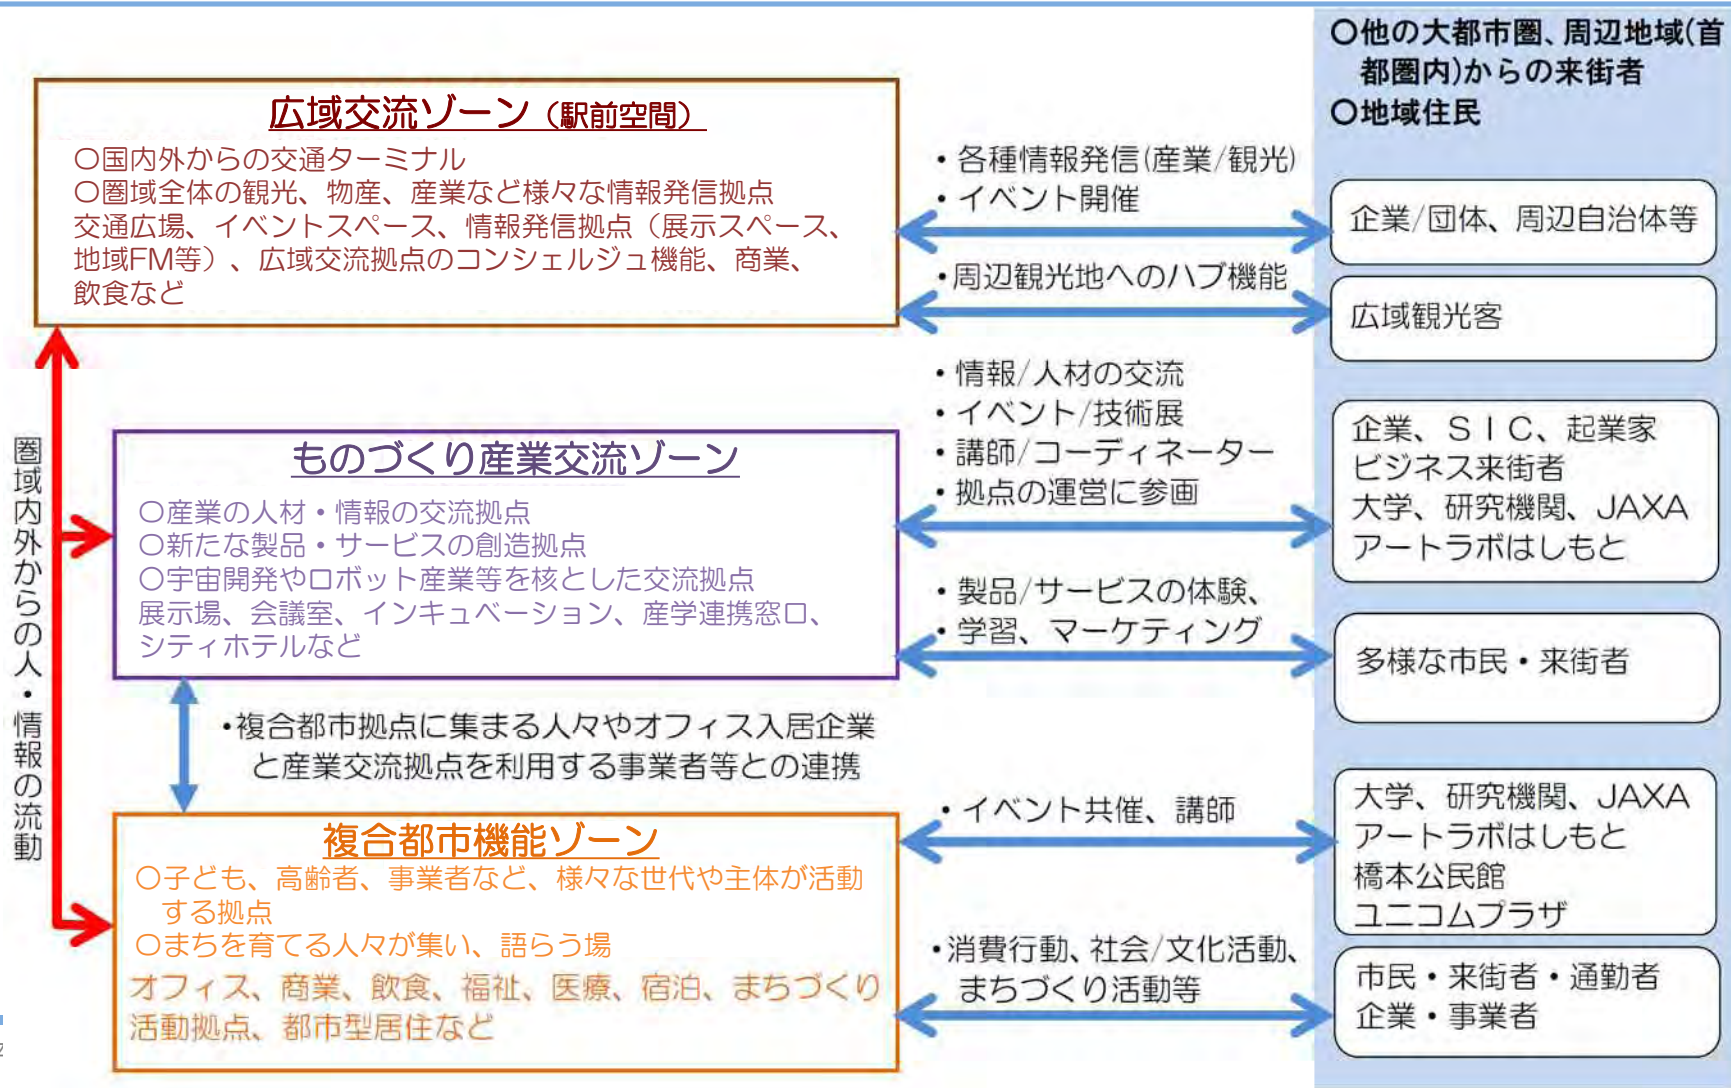 〇他の大都市圏、周辺地域(首
都圏内)からの来街者
〇地域住民
広域交流ゾーン（駅前空間）
〇国内外からの交通ターミナル
〇圏域全体の観光、物産、産業など様々な情報発信拠点
交通広場、イベントスペース、情報発信拠点（展示スペース、
地域FM等）、広域交流拠点のコンシェルジュ機能、商業、
飲食など
・各種情報発信(産業/観光)
・イベント開催
企業/団体、周辺自治体等
・周辺観光地へのハブ機能
広域観光客
圏域内外からの人・情報の流動
ものづくり産業交流ゾーン
〇産業の人材・情報の交流拠点
〇新たな製品・サービスの創造拠点
〇宇宙開発やロボット産業等を核とした交流拠点
展示場、会議室、インキュベーション、産学連携窓口、
シティホテルなど
・情報/人材の交流
・イベント/技術展
・講師/コーディネーター
・拠点の運営に参画
企業、ＳＩＣ、起業家
ビジネス来街者
大学、研究機関、JAXA
アートラボはしもと
・製品/サービスの体験、
・学習、マーケティング
多様な市民・来街者
・複合都市拠点に集まる人々やオフィス入居企業
と産業交流拠点を利用する事業者等との連携
複合都市機能ゾーン
〇子ども、高齢者、事業者など、様々な世代や主体が活動
する拠点
〇まちを育てる人々が集い、語らう場
オフィス、商業、飲食、福祉、医療、宿泊、まちづくり
活動拠点、都市型居住など
・イベント共催、講師
大学、研究機関、JAXA
アートラボはしもと
橋本公民館
ユニコムプラザ
・消費行動、社会/文化活動、
まちづくり活動等
市民・来街者・通勤者
企業・事業者